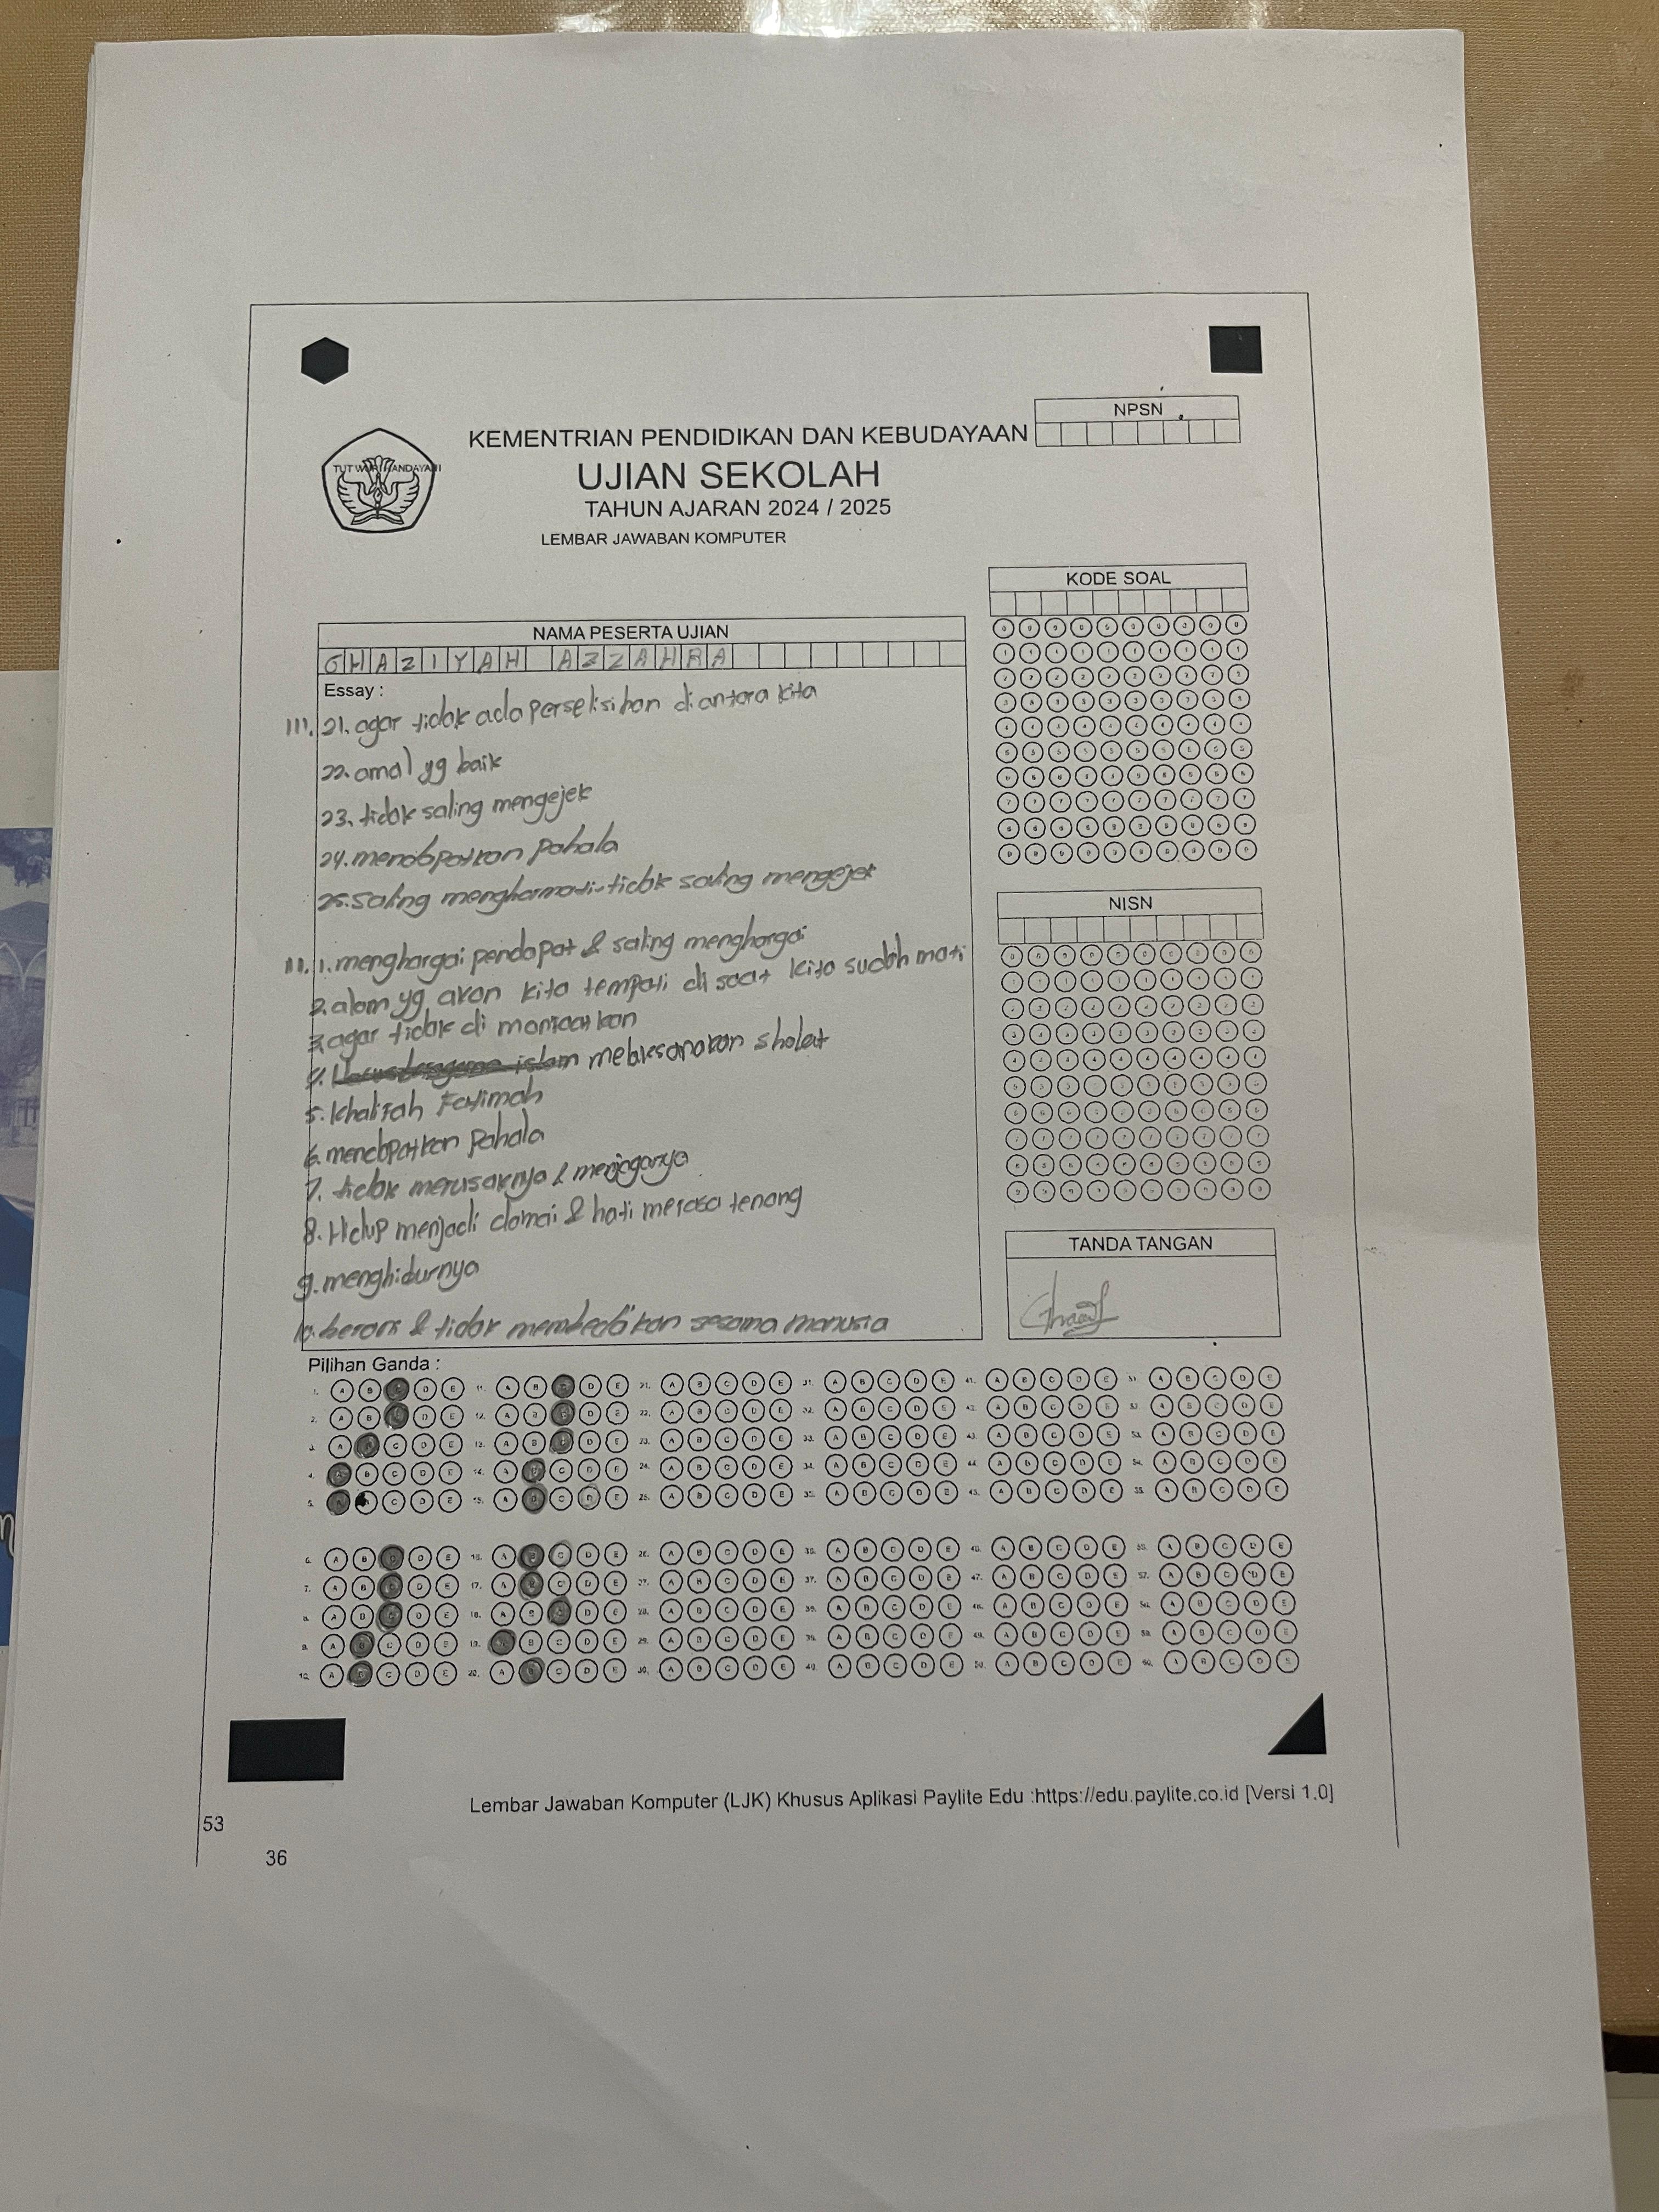 NPSN
KEMENTRIAN PENDIDIKAN DAN KEBUDAYAAN
TUT WURI HANDAYANI
UJIAN SEKOLAH
TAHUN AJARAN 2024 / 2025
LEMBAR JAWABAN KOMPUTER
KODE SOAL
NAMA PESERTA UJIAN
GHAZIYAH AZZAHRA
Essay :
III. 21. agar tidak ada perselisihan diantara kita
22. amal yg baik
23. tidak saling mengejek
24. mendapatkan pahala
25. saling menghormati-tidak saling mengejek
III. 1. menghargai pendapat & saling menghargai
2. alam yg akan kita tempati di saat kita sudah mati
3. agar tidak di manfaatkan
4. melaksanakan sholat
5. Khalifah Fatimah
6. mendapatkan pahala
7. tidak merusaknya & menjaganya
8. Hidup menjadi damai & hati merasa tenang
9. menghidurnya
10. berani & tidak membeda"kan sesama manusia
NISN
TANDA TANGAN
Pilihan Ganda :
Lembar Jawaban Komputer (LJK) Khusus Aplikasi Paylite Edu :https://edu.paylite.co.id [Versi 1.0]
53
36